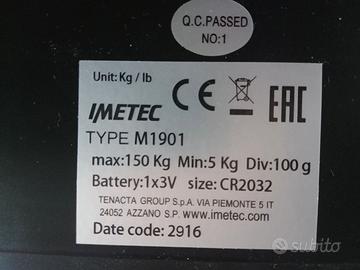 Q.C.PASSED
NO:1
Unit: Kg / lb
IMETEC
CE
EAC
TYPE M1901
max:150 Kg Min:5 Kg Div:100 g
Battery:1x3V size: CR2032
TENACTA GROUP S.p.A. VIA PIEMONTE 5 IT
24052 AZZANO S.P. www.imetec.com
Date code: 2916
subito